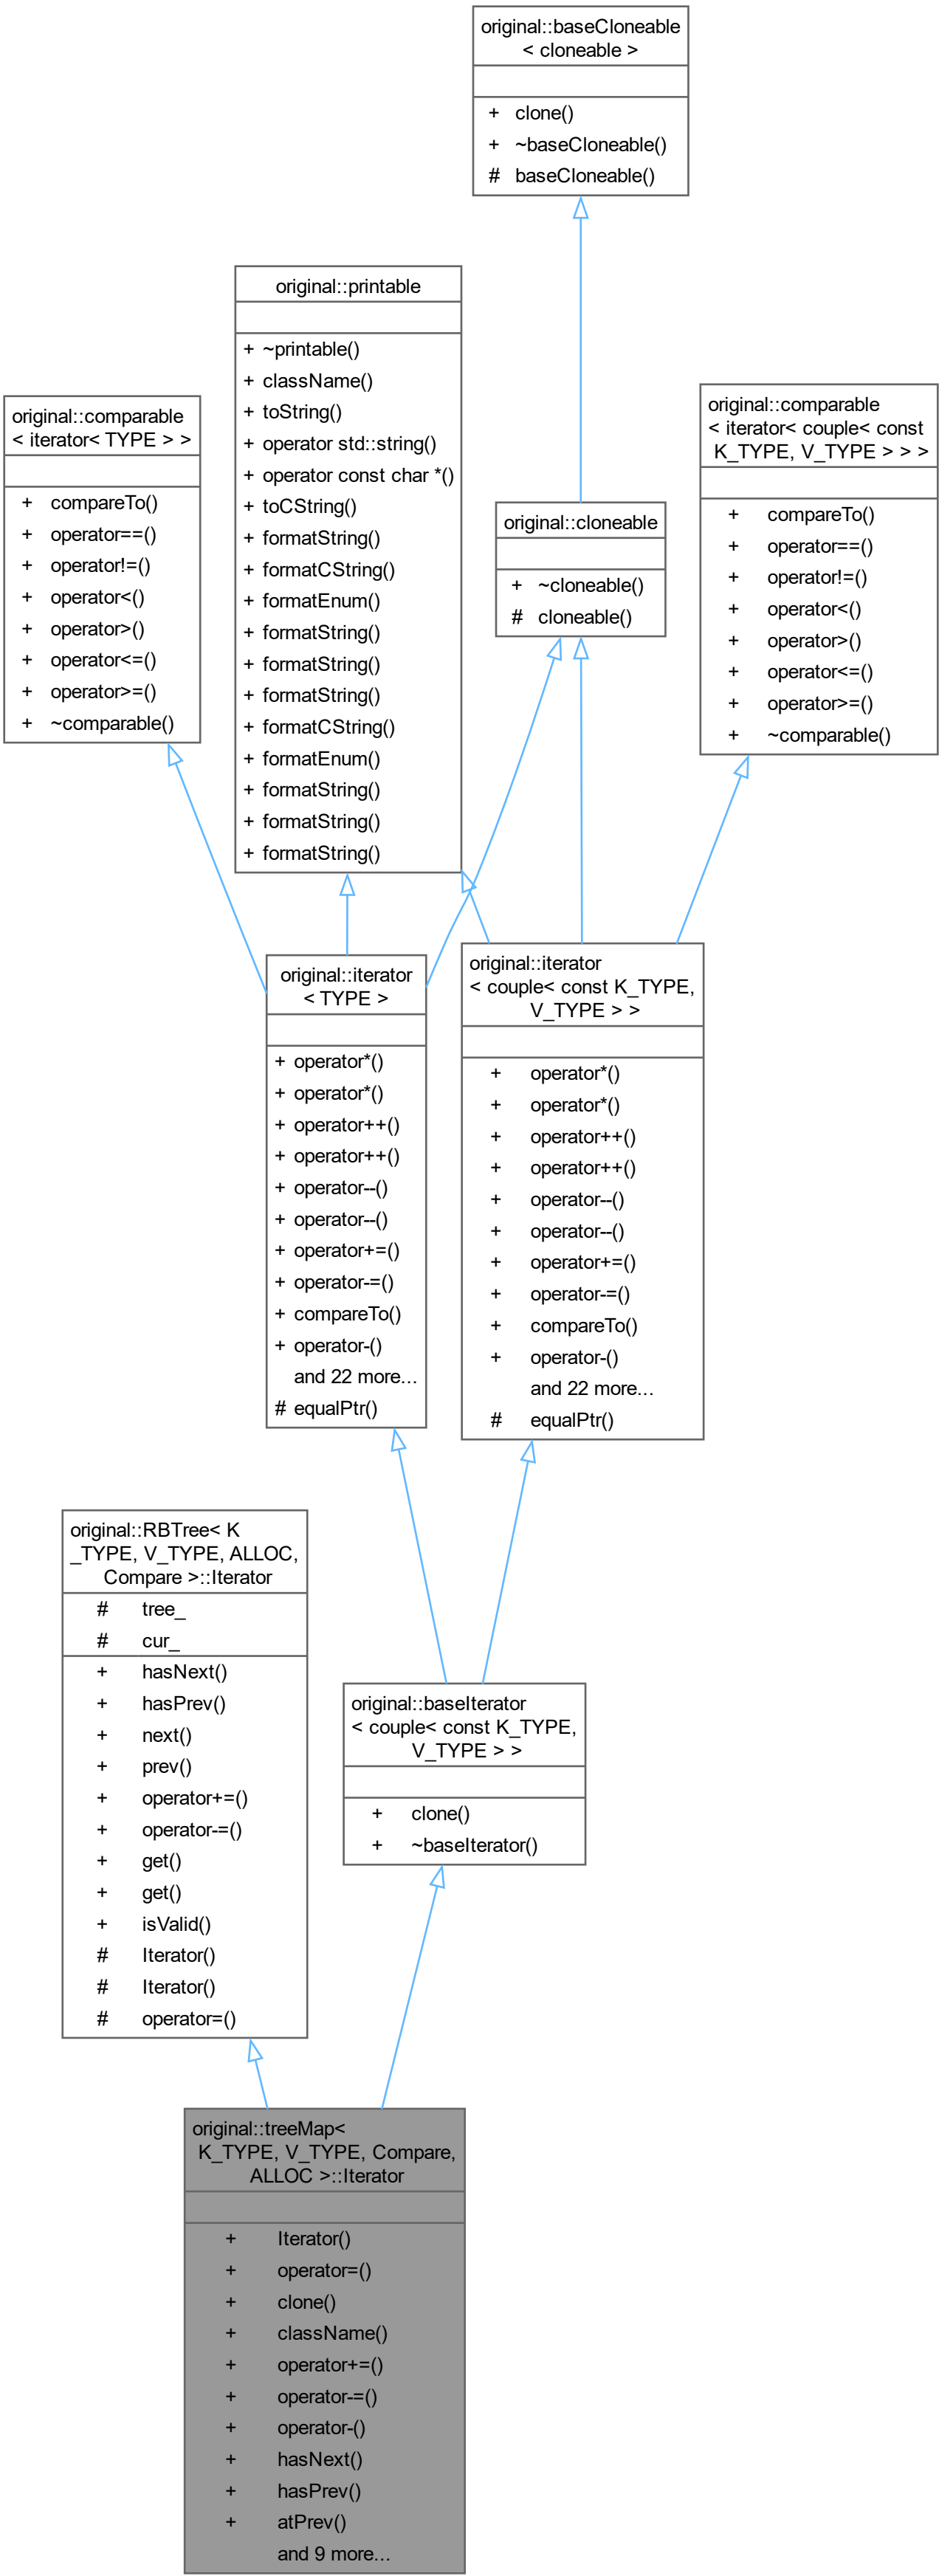 original::baseCloneable
< cloneable >
+ clone()
+ ~baseCloneable()
# baseCloneable()
original::printable
+ ~printable()
+ className()
+ toString()
+ operator std::string()
+ operator const char *()
+ toCString()
+ formatString()
+ formatCString()
+ formatEnum()
+ formatString()
+ formatString()
+ formatString()
+ formatCString()
+ formatEnum()
+ formatString()
+ formatString()
+ formatString()
original::comparable
< iterator< TYPE > >
+ compareTo()
+ operator==()
+ operator!=()
+ operator<()
+ operator>()
+ operator<=()
+ operator>=()
+ ~comparable()
original::cloneable
+ ~cloneable()
# cloneable()
original::comparable
< iterator< couple< const
K_TYPE, V_TYPE > > >
+ compareTo()
+ operator==()
+ operator!=()
+ operator<()
+ operator>()
+ operator<=()
+ operator>=()
+ ~comparable()
original::iterator
< TYPE >
+ operator*()
+ operator*()
+ operator++()
+ operator++()
+ operator--()
+ operator--()
+ operator+=()
+ operator-=()
+ compareTo()
+ operator-()
and 22 more...
# equalPtr()
original::iterator
< couple< const K_TYPE,
V_TYPE > >
+ operator*()
+ operator*()
+ operator++()
+ operator++()
+ operator--()
+ operator--()
+ operator+=()
+ operator-=()
+ compareTo()
+ operator-()
and 22 more...
# equalPtr()
original::RBTree< K
_TYPE, V_TYPE, ALLOC,
Compare >::Iterator
# tree_
# cur_
+ hasNext()
+ hasPrev()
+ next()
+ prev()
+ operator+=()
+ operator-=()
+ get()
+ get()
+ isValid()
# Iterator()
# Iterator()
# operator=()
original::baseIterator
< couple< const K_TYPE,
V_TYPE > >
+ clone()
+ ~baseIterator()
original::treeMap<
K_TYPE, V_TYPE, Compare,
ALLOC >::Iterator
+ Iterator()
+ operator=()
+ clone()
+ className()
+ operator+=()
+ operator-=()
+ operator-()
+ hasNext()
+ hasPrev()
+ atPrev()
and 9 more...